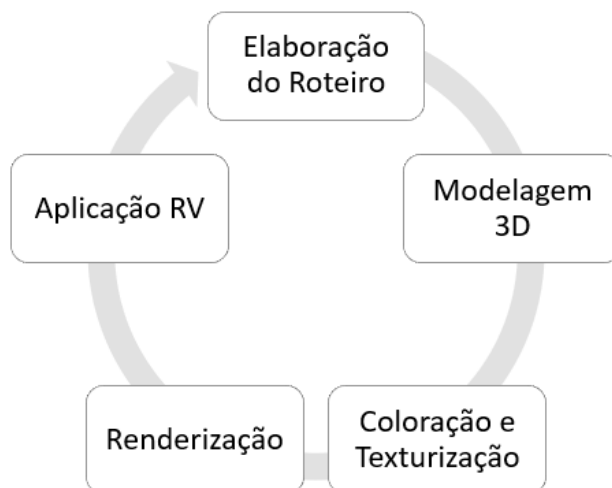 Elaboração
do Roteiro
Modelagem
3D
Coloração e
Texturização
Renderização
Aplicação RV